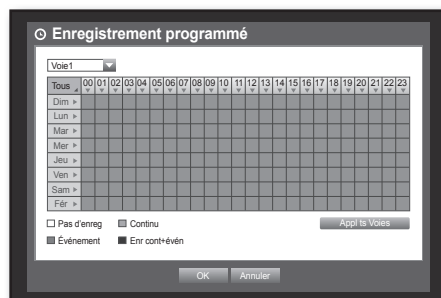 Enregistrement programmé
Voie1
Tous 00 01 02 03 04 05 06 07 08 09 10 11 12 13 14 15 16 17 18 19 20 21 22 23
Dim
Lun
Mar
Mer
Jeu
Ven
Sam
Fér
Pas d'enreg Continu Appl ts Voies
Événement Enr cont+évén
OK Annuler